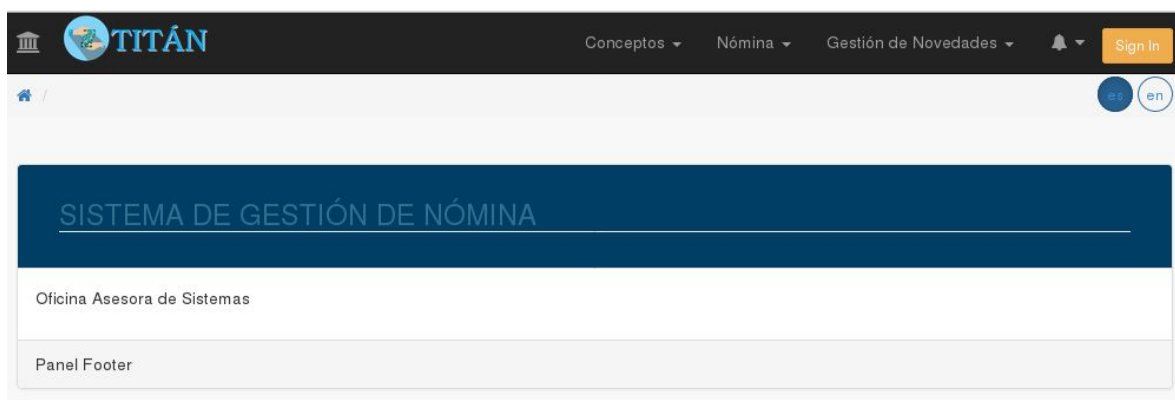 TITÁN
Conceptos
Nómina
Gestión de Novedades
Sign In
/
es
en
SISTEMA DE GESTIÓN DE NÓMINA
Oficina Asesora de Sistemas
Panel Footer